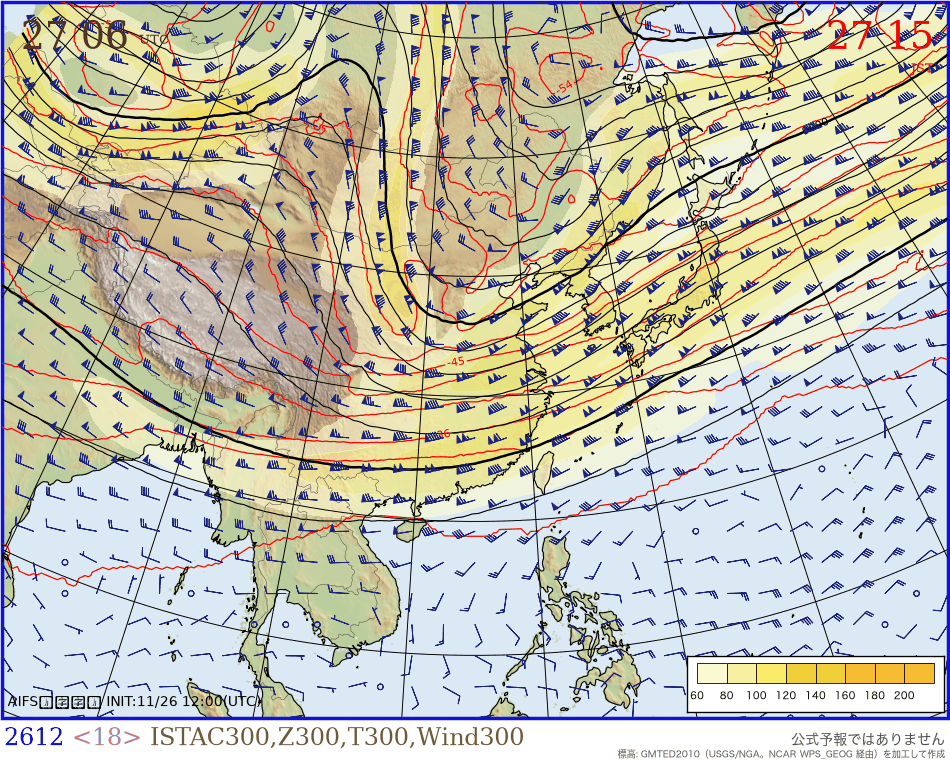 27 06 UTC
27 15
JST
-54
-45
-36
60 80 100 120 140 160 180 200
AIFS INIT:11/26 12:00(UTC)
2612 <18> ISTAC300,Z300,T300,Wind300
公式予報ではありません
標高: GMTED2010（USGS/NGA。NCAR WPS_GEOG 経由）を加工して作成